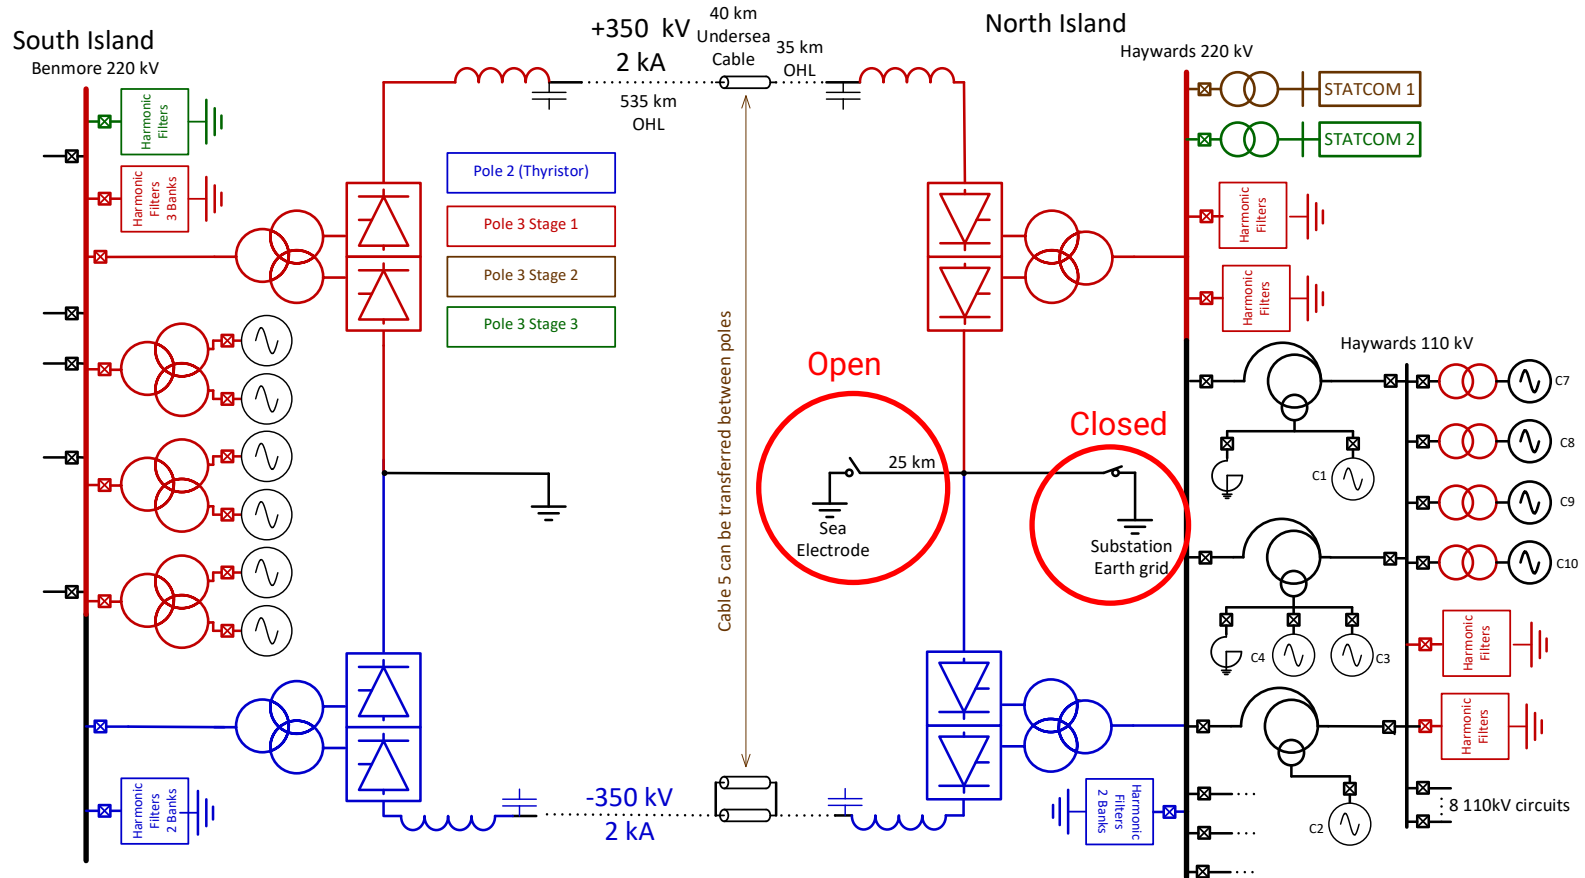 South Island
Benmore 220 kV
+350 kV
2 kA
40 km
Undersea
Cable
35 km
OHL
535 km
OHL
North Island
Haywards 220 kV
STATCOM 1
STATCOM 2
Harmonic
Filters
Harmonic
Filters
3 Banks
Pole 2 (Thyristor)
Pole 3 Stage 1
Pole 3 Stage 2
Pole 3 Stage 3
Harmonic
Filters
Harmonic
Filters
Cable 5 can be transferred between poles
Open
Closed
25 km
Sea
Electrode
Substation
Earth grid
Haywards 110 kV
C7
C8
C9
C10
C1
C4
C3
C2
Harmonic
Filters
Harmonic
Filters
8 110kV circuits
Harmonic
Filters
2 Banks
-350 kV
2 kA
Harmonic
Filters
2 Banks